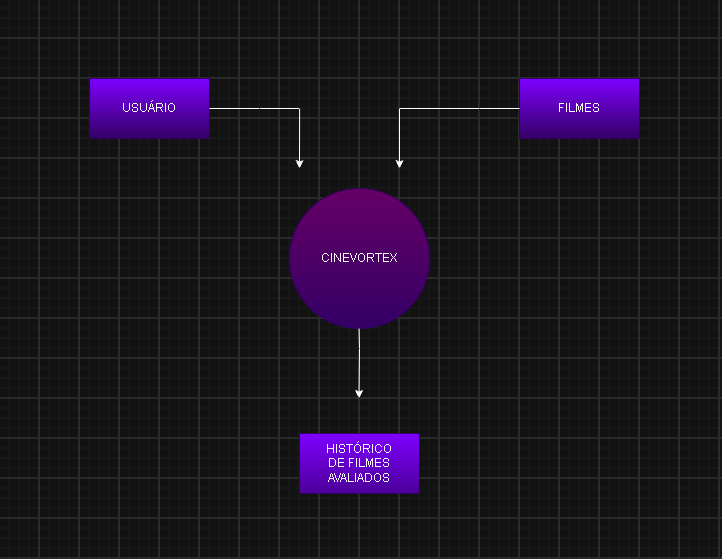 USUÁRIO
FILMES
CINEVORTEX
HISTÓRICO
DE FILMES
AVALIADOS